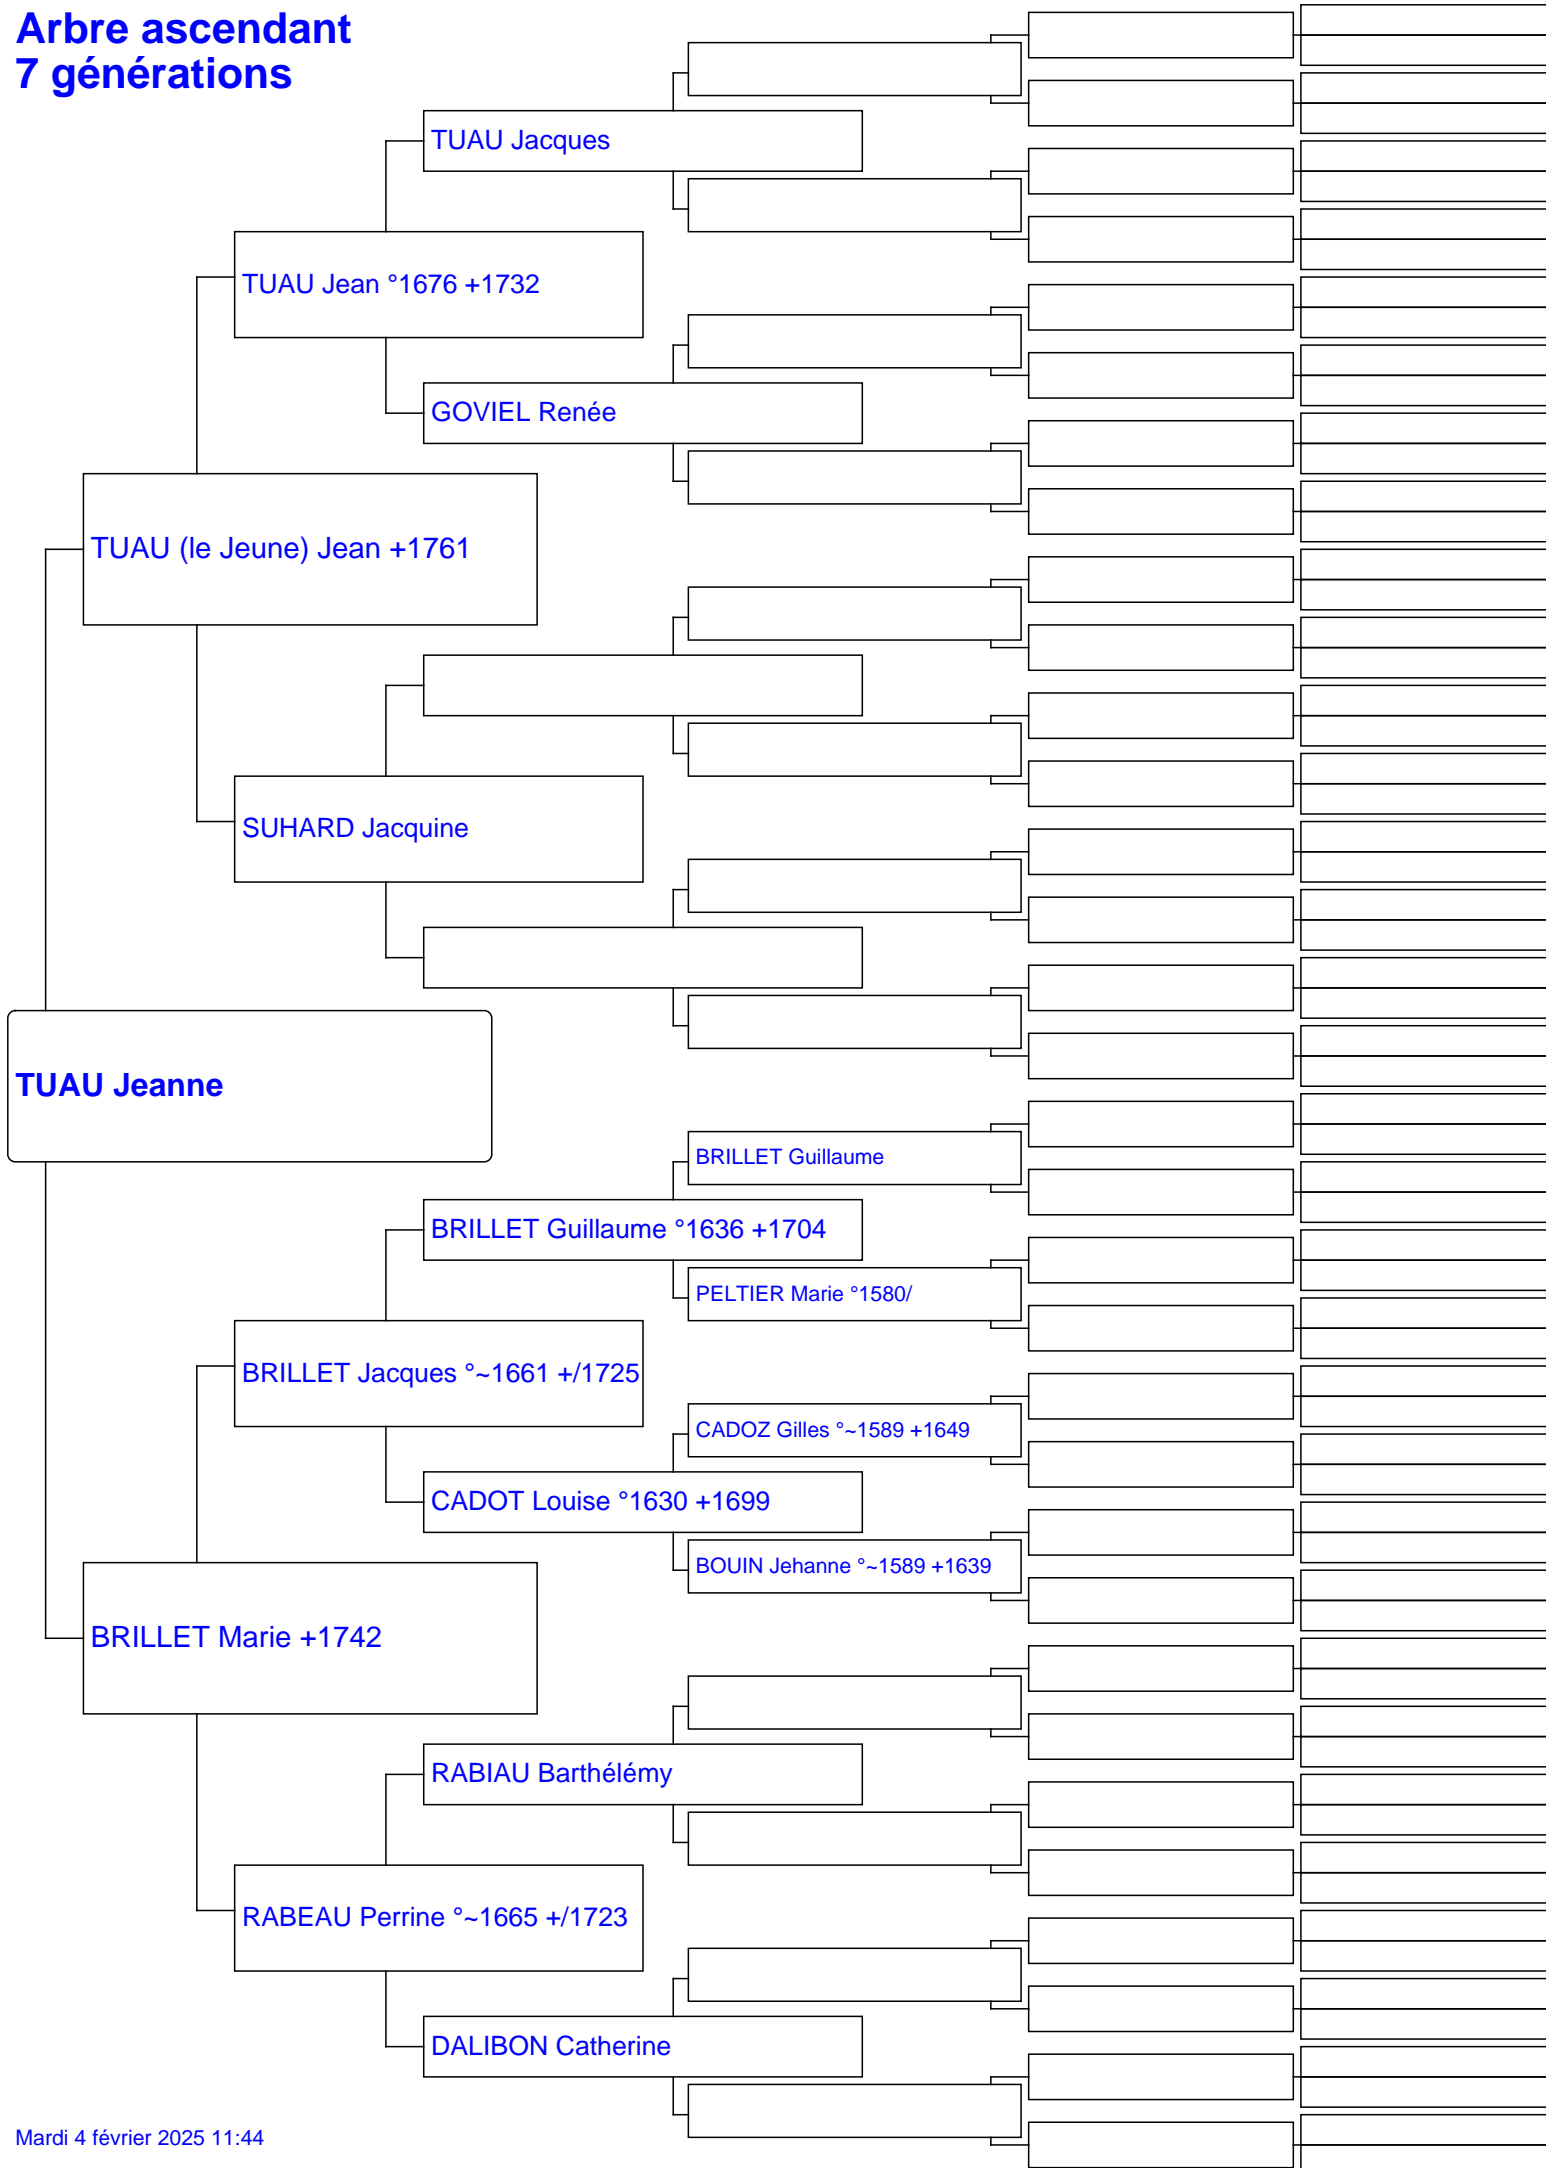 Arbre ascendant
7 générations
TUAU Jacques
TUAU Jean °1676 +1732
GOVIEL Renée
TUAU (le Jeune) Jean +1761
SUHARD Jacquine
TUAU Jeanne
BRILLET Guillaume
BRILLET Guillaume °1636 +1704
PELTIER Marie °1580/
BRILLET Jacques °~1661 +/1725
CADOZ Gilles °~1589 +1649
CADOT Louise °1630 +1699
BOUIN Jehanne °~1589 +1639
BRILLET Marie +1742
RABIAU Barthélémy
RABEAU Perrine °~1665 +/1723
DALIBON Catherine
Mardi 4 février 2025 11:44